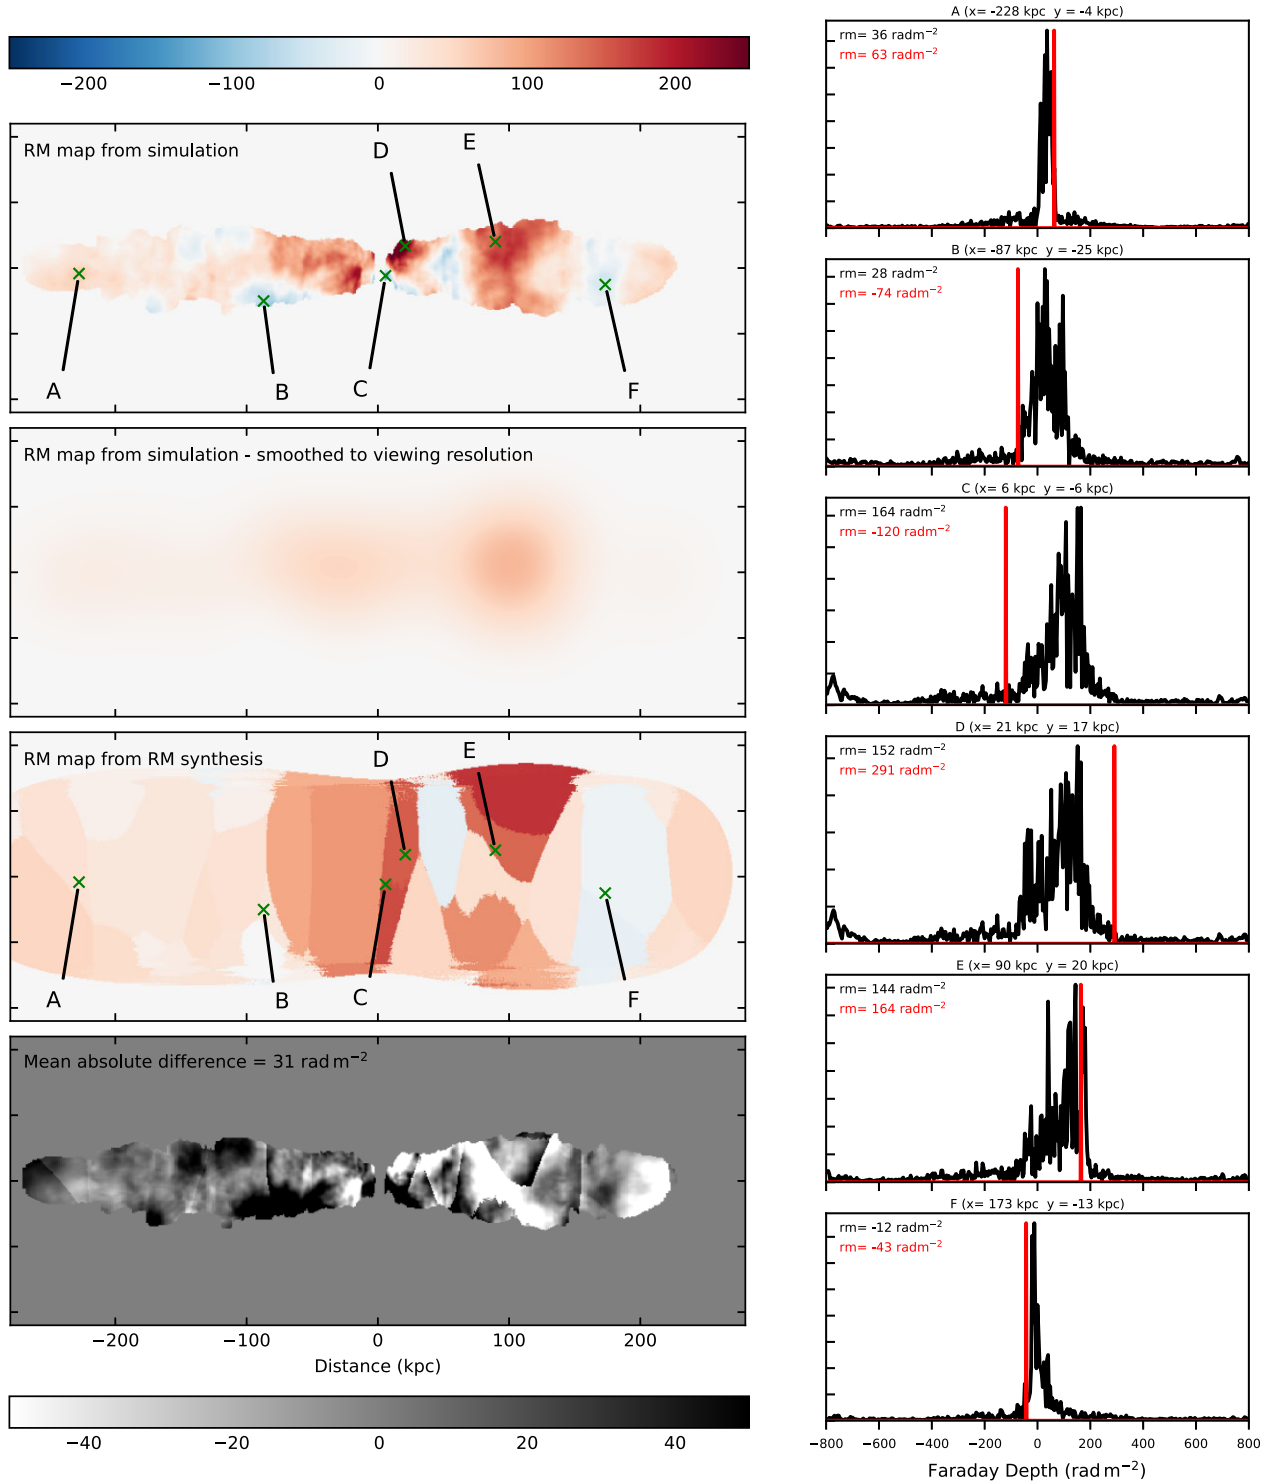 −200 −100 0 100 200
RM map from simulation
D
E
A
B
C
F
RM map from simulation - smoothed to viewing resolution
RM map from RM synthesis
D
E
A
B
C
F
Mean absolute difference = 31 rad m⁻²
−200 −100 0 100 200
Distance (kpc)
−40 −20 0 20 40
A (x= -228 kpc y = -4 kpc)
rm= 36 radm⁻²
rm= 63 radm⁻²
B (x= -87 kpc y = -25 kpc)
rm= 28 radm⁻²
rm= -74 radm⁻²
C (x= 6 kpc y = -6 kpc)
rm= 164 radm⁻²
rm= -120 radm⁻²
D (x= 21 kpc y = 17 kpc)
rm= 152 radm⁻²
rm= 291 radm⁻²
E (x= 90 kpc y = 20 kpc)
rm= 144 radm⁻²
rm= 164 radm⁻²
F (x= 173 kpc y = -13 kpc)
rm= -12 radm⁻²
rm= -43 radm⁻²
−800 −600 −400 −200 0 200 400 600 800
Faraday Depth (rad m⁻²)